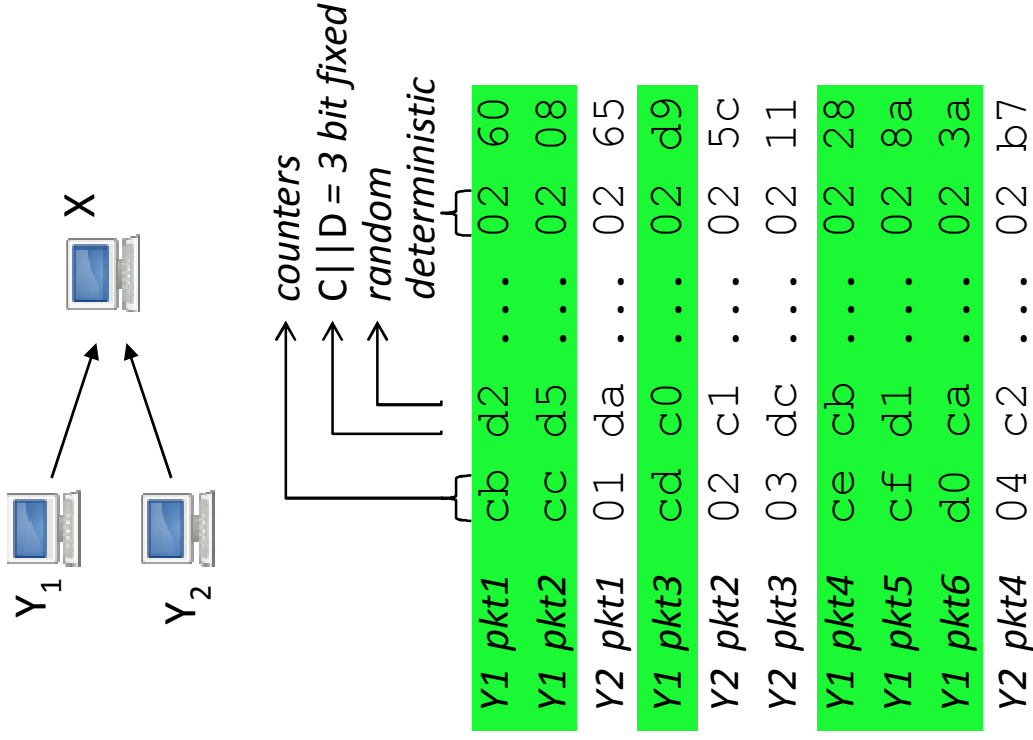 Y1
Y2
X
counters
C||D = 3 bit fixed
random
deterministic
Y1 pkt1 cb d2 ... 02 60
Y1 pkt2 cc d5 ... 02 08
Y2 pkt1 01 da ... 02 65
Y1 pkt3 cd c0 ... 02 d9
Y2 pkt2 02 c1 ... 02 5c
Y2 pkt3 03 dc ... 02 11
Y1 pkt4 ce cb ... 02 28
Y1 pkt5 cf d1 ... 02 8a
Y1 pkt6 d0 ca ... 02 3a
Y2 pkt4 04 c2 ... 02 b7